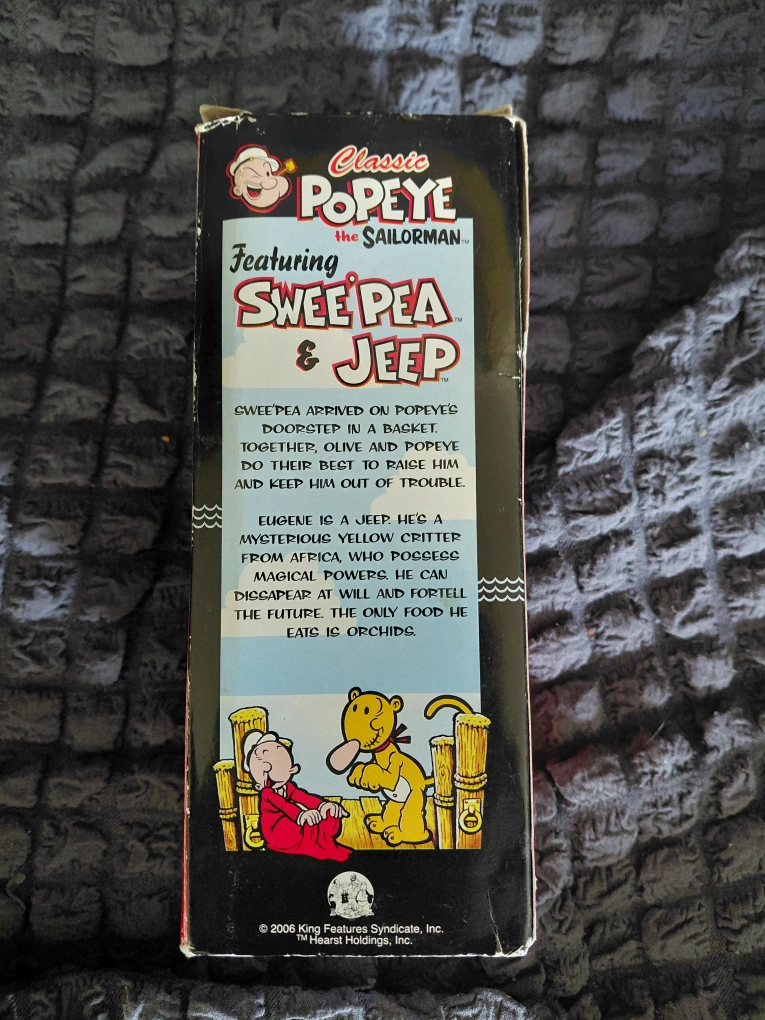 Classic
POPEYE
the SAILORMAN™
Featuring
SWEE'PEA™
& JEEP™
SWEE'PEA ARRIVED ON POPEYE'S
DOORSTEP IN A BASKET.
TOGETHER, OLIVE AND POPEYE
DO THEIR BEST TO RAISE HIM
AND KEEP HIM OUT OF TROUBLE.
EUGENE IS A JEEP. HE'S A
MYSTERIOUS YELLOW CRITTER
FROM AFRICA, WHO POSSESS
MAGICAL POWERS. HE CAN
DISSAPEAR AT WILL AND FORTELL
THE FUTURE. THE ONLY FOOD HE
EATS IS ORCHIDS.
© 2006 King Features Syndicate, Inc.
™ Hearst Holdings, Inc.